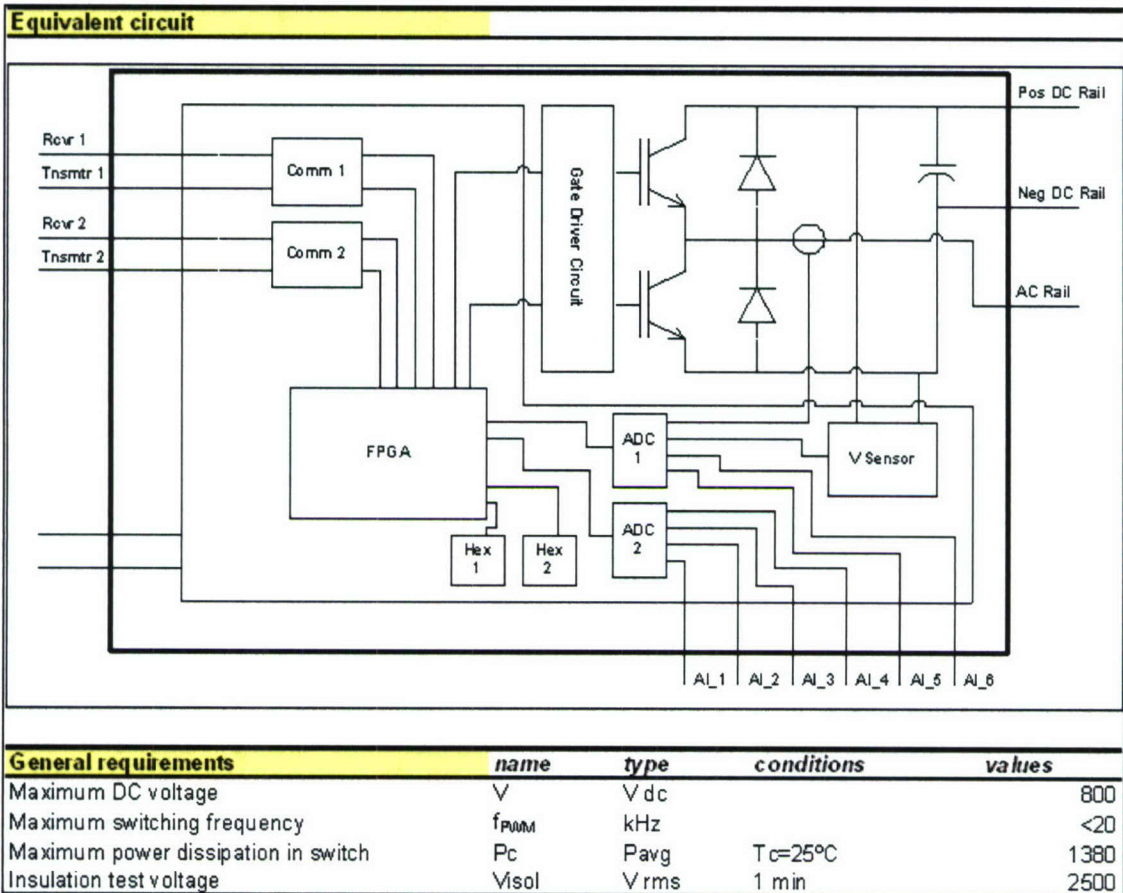 Equivalent circuit
Pos DC Rail
Rcvr 1
Tnsmtr 1
Comm 1
Neg DC Rail
Rcvr 2
Tnsmtr 2
Comm 2
Gate Driver Circuit
AC Rail
FPGA
ADC 1
V Sensor
ADC 2
Hex 1
Hex 2
AI_1 AI_2 AI_3 AI_4 AI_5 AI_6
General requirements name type conditions values
Maximum DC voltage V V dc 800
Maximum switching frequency fPWM kHz <20
Maximum power dissipation in switch Pc Pavg Tc=25ºC 1380
Insulation test voltage Visol V rms 1 min 2500